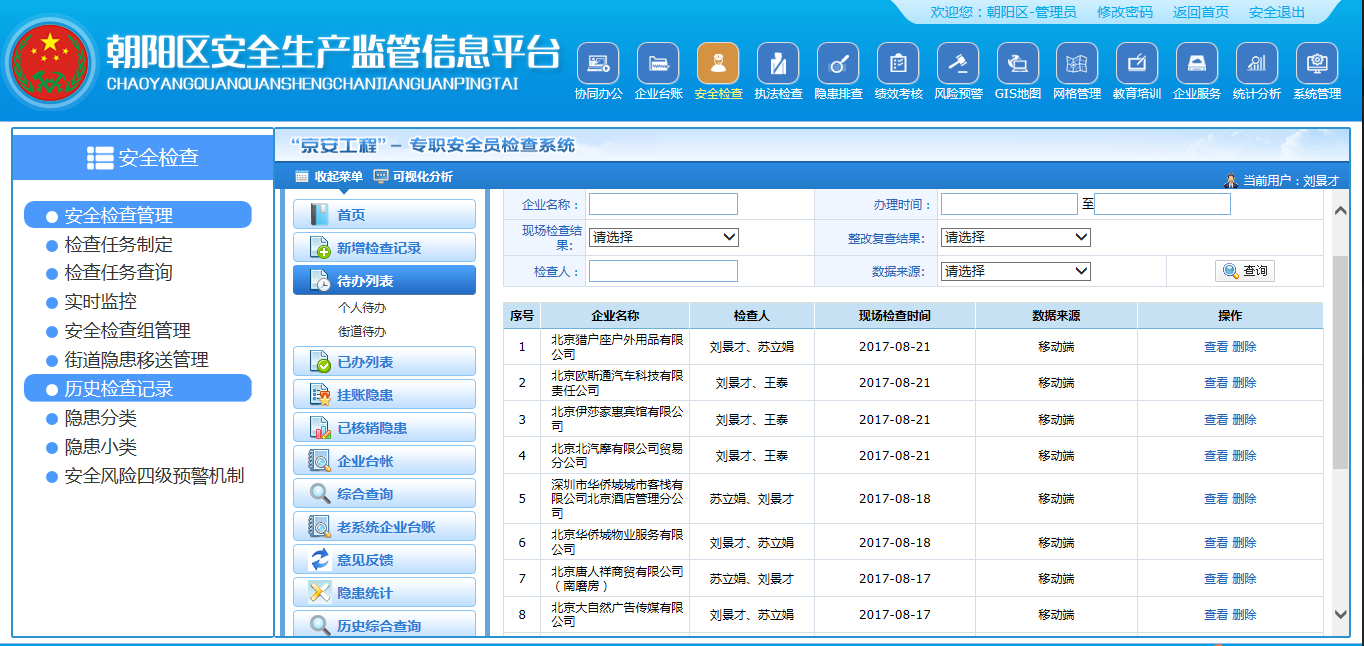 欢迎您：朝阳区-管理员 修改密码 返回首页 安全退出
朝阳区安全生产监管信息平台
CHAOYANGQUANQUANSHENGCHANJIANGUANPINGTAI
协同办公 企业台账 安全检查 执法检查 隐患排查 绩效考核 风险预警 GIS地图 网格管理 教育培训 企业服务 统计分析 系统管理
安全检查
安全检查管理
检查任务制定
检查任务查询
实时监控
安全检查组管理
街道隐患移送管理
历史检查记录
隐患分类
隐患小类
安全风险四级预警机制
“京安工程”－ 专职安全员检查系统
收起菜单 可视化分析
当前用户：刘景才
首页
新增检查记录
待办列表
个人待办
街道待办
已办列表
挂账隐患
已核销隐患
企业台帐
综合查询
老系统企业台账
意见反馈
隐患统计
历史综合查询
企业名称： 办理时间： 至
现场检查结果: 请选择 整改复查结果: 请选择
检查人： 数据来源: 请选择 查询
序号 企业名称 检查人 现场检查时间 数据来源 操作
1 北京猎户座户外用品有限公司 刘景才、苏立娟 2017-08-21 移动端 查看 删除
2 北京欧斯通汽车科技有限责任公司 刘景才、王泰 2017-08-21 移动端 查看 删除
3 北京伊莎家惠宾馆有限公司 刘景才、王泰 2017-08-21 移动端 查看 删除
4 北京北汽摩有限公司贸易分公司 刘景才、王泰 2017-08-21 移动端 查看 删除
5 深圳市华侨城城市客栈有限公司北京酒店管理分公司 苏立娟、刘景才 2017-08-18 移动端 查看 删除
6 北京华侨城物业服务有限公司 刘景才、苏立娟 2017-08-18 移动端 查看 删除
7 北京唐人祥商贸有限公司（南磨房） 苏立娟、刘景才 2017-08-17 移动端 查看 删除
8 北京大自然广告传媒有限公司 刘景才、苏立娟 2017-08-17 移动端 查看 删除